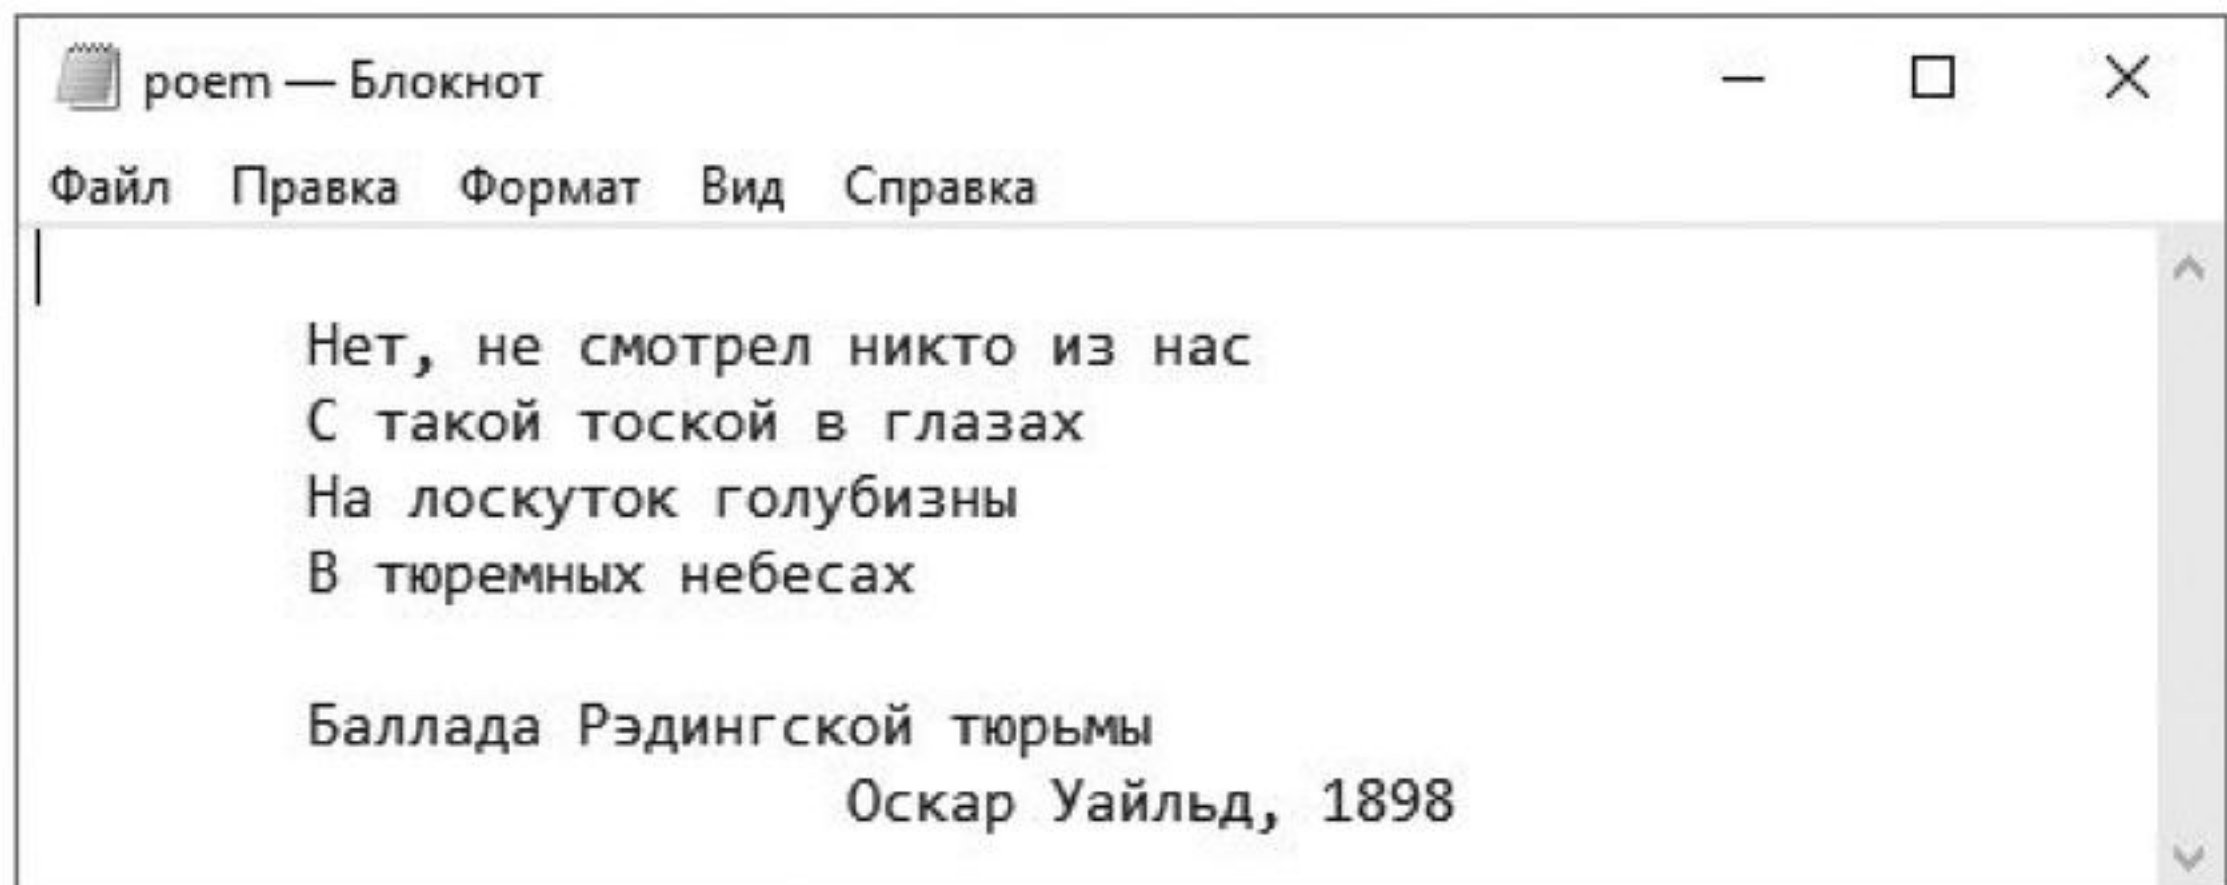 poem — Блокнот
Файл Правка Формат Вид Справка
Нет, не смотрел никто из нас
С такой тоской в глазах
На лоскуток голубизны
В тюремных небесах
Баллада Рэдингской тюрьмы
Оскар Уайльд, 1898